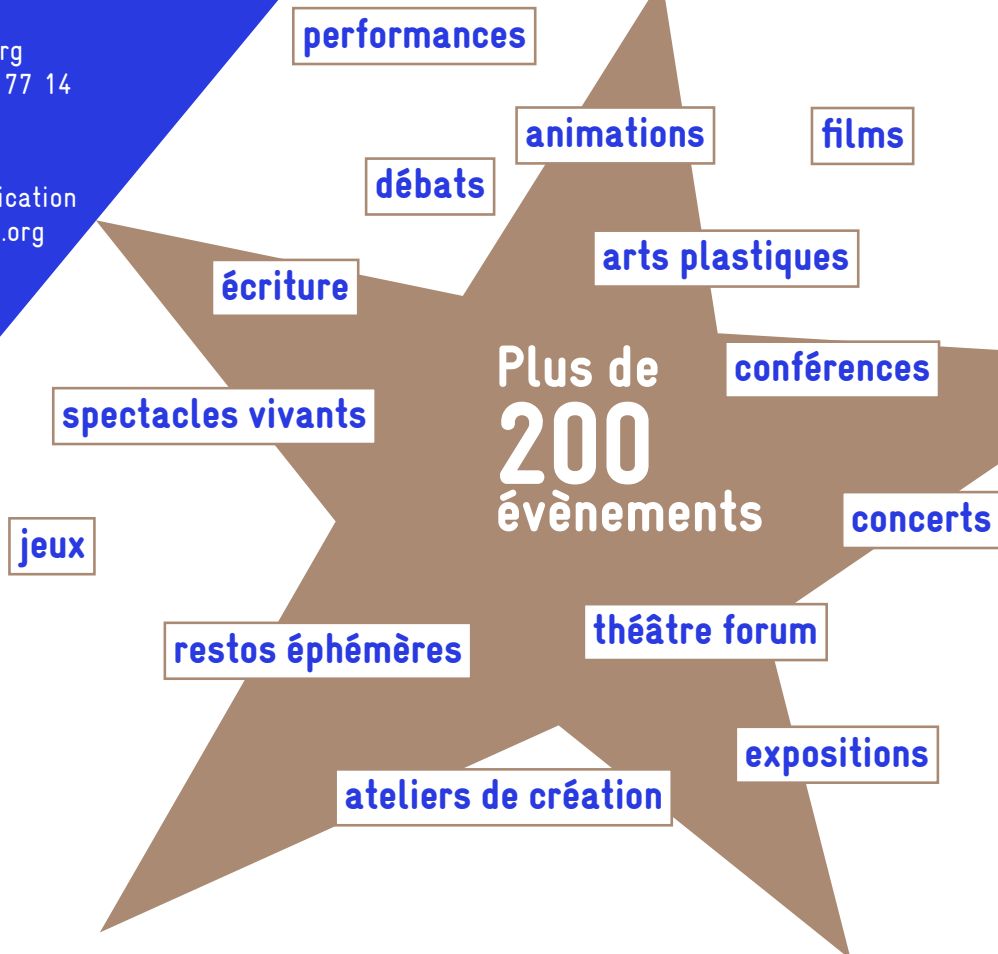 rg
77 14
ication
.org
performances
animations
films
débats
arts plastiques
écriture
Plus de
200
évènements
conférences
spectacles vivants
concerts
jeux
théâtre forum
restos éphémères
expositions
ateliers de création